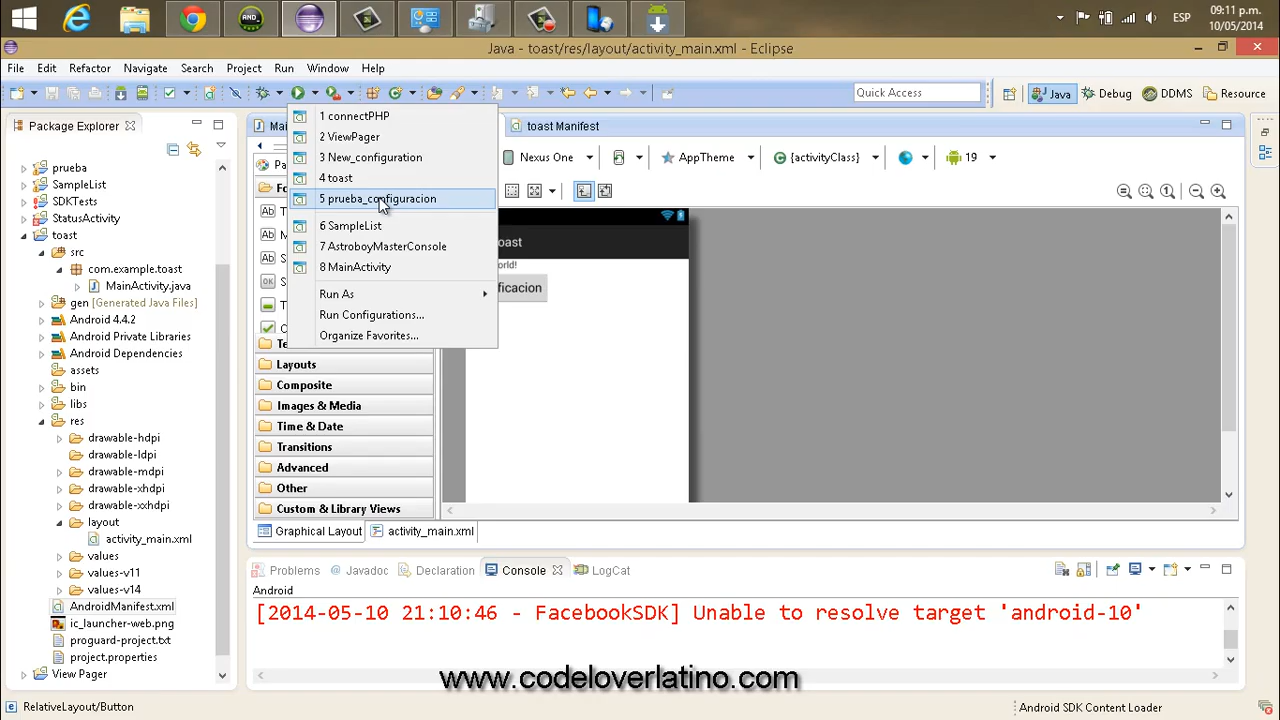 ESP
09:11 p.m.
10/05/2014
Java - toast/res/layout/activity_main.xml - Eclipse
File Edit Refactor Navigate Search Project Run Window Help
Quick Access
Java
Debug
DDMS
Resource
Package Explorer
prueba
SampleList
SDKTests
StatusActivity
toast
src
com.example.toast
MainActivity.java
gen [Generated Java Files]
Android 4.4.2
Android Private Libraries
Android Dependencies
assets
bin
libs
res
drawable-hdpi
drawable-ldpi
drawable-mdpi
drawable-xhdpi
drawable-xxhdpi
layout
activity_main.xml
values
values-v11
values-v14
AndroidManifest.xml
ic_launcher-web.png
proguard-project.txt
project.properties
View Pager
1 connectPHP
2 ViewPager
3 New_configuration
4 toast
5 prueba_configuracion
6 SampleList
7 AstroboyMasterConsole
8 MainActivity
Run As
Run Configurations...
Organize Favorites...
toast Manifest
Nexus One
AppTheme
{activityClass}
19
oast
orld!
ficacion
Layouts
Composite
Images & Media
Time & Date
Transitions
Advanced
Other
Custom & Library Views
Graphical Layout
activity_main.xml
Problems
@ Javadoc
Declaration
Console
LogCat
Android
[2014-05-10 21:10:46 - FacebookSDK] Unable to resolve target 'android-10'
www.codeloverlatino.com
RelativeLayout/Button
Android SDK Content Loader